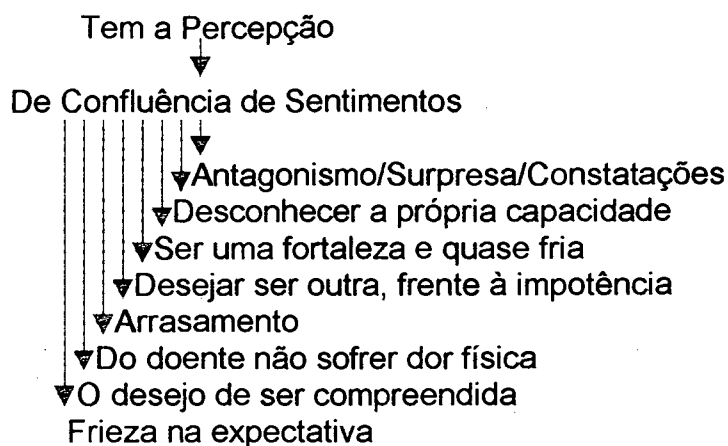 Tem a Percepção
De Confluência de Sentimentos
Antagonismo/Surpresa/Constatações
Desconhecer a própria capacidade
Ser uma fortaleza e quase fria
Desejar ser outra, frente à impotência
Arrasamento
Do doente não sofrer dor física
O desejo de ser compreendida
Frieza na expectativa